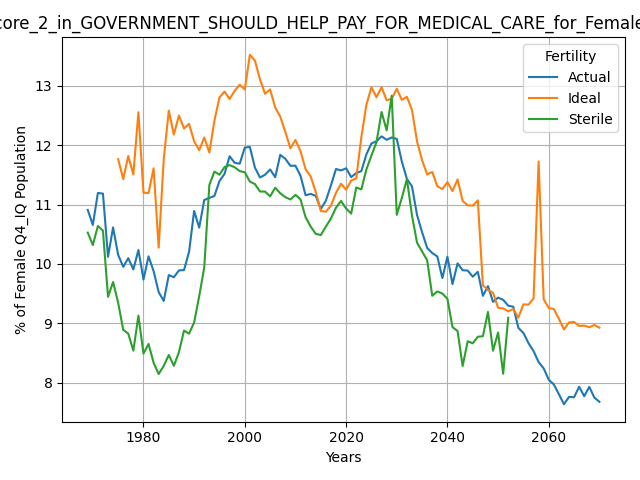 core_2_in_GOVERNMENT_SHOULD_HELP_PAY_FOR_MEDICAL_CARE_for_Female
Fertility
Actual
Ideal
Sterile
% of Female Q4_IQ Population
13
12
11
10
9
8
1980
2000
2020
2040
2060
Years